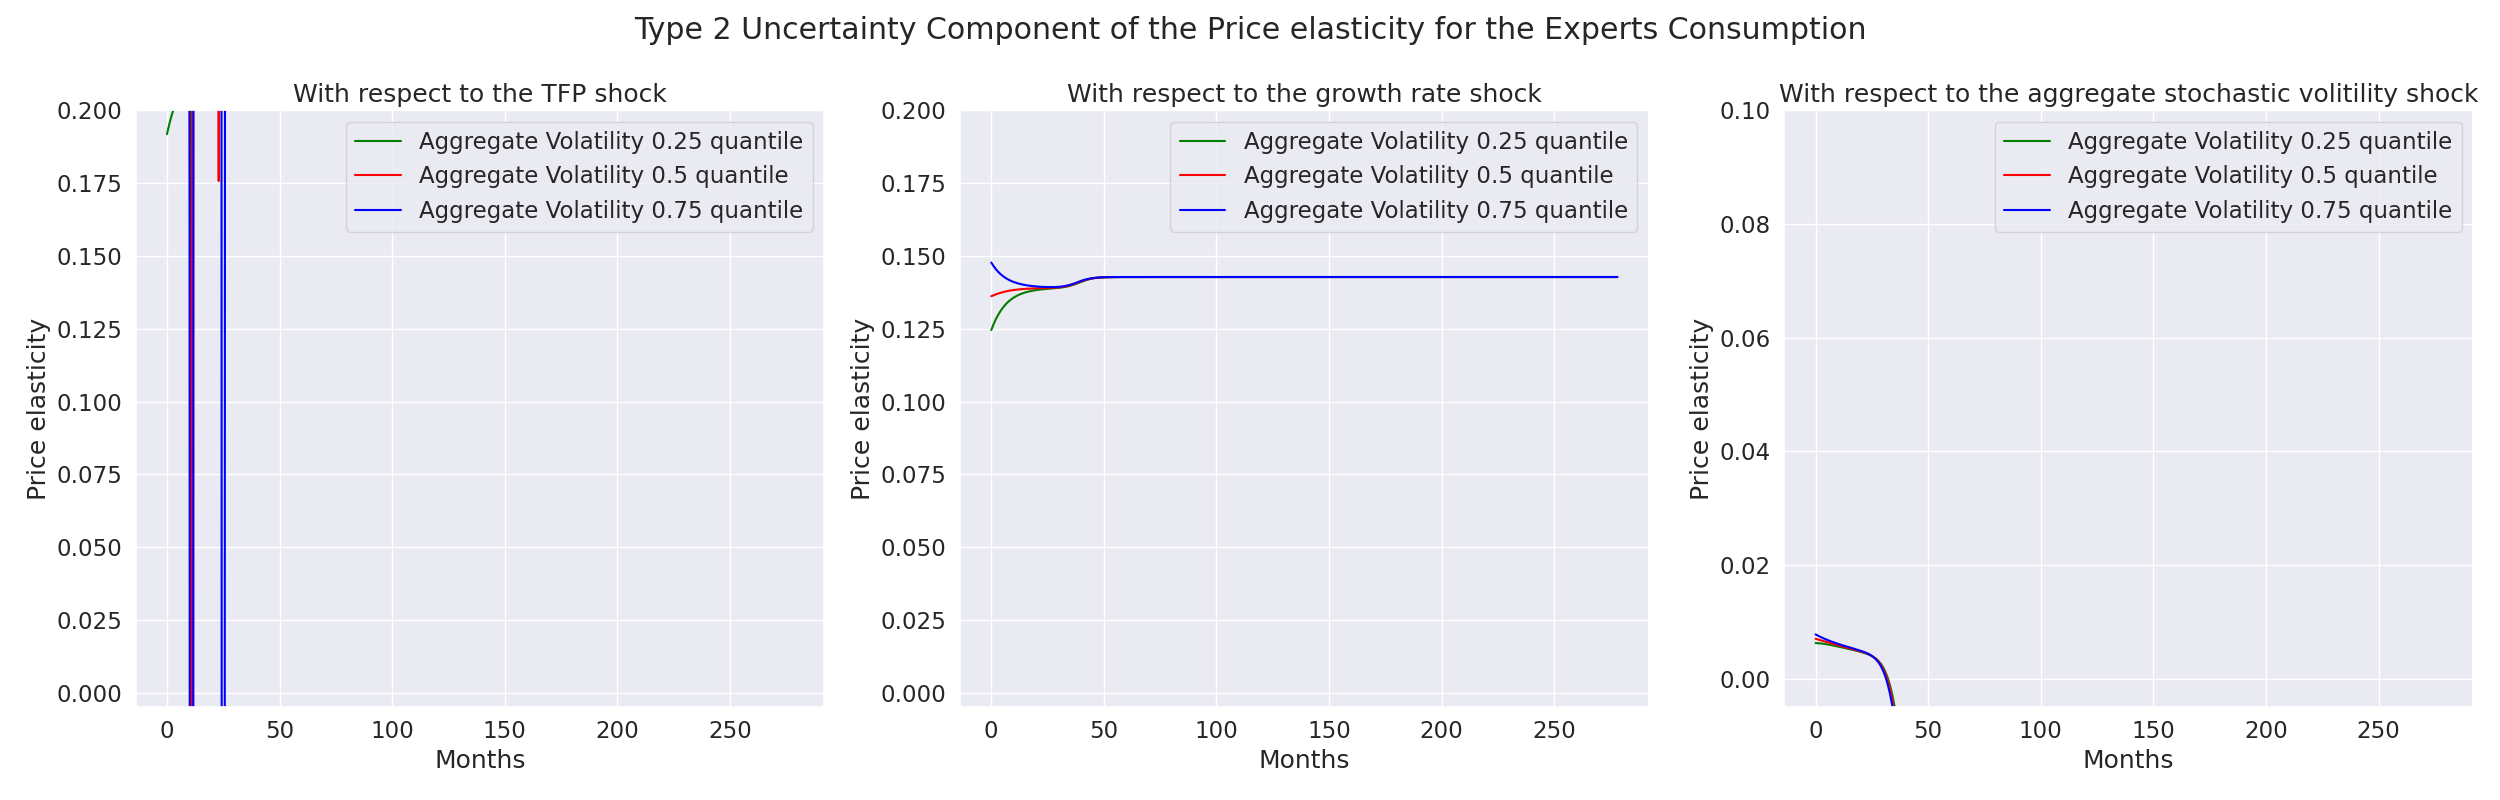 Type 2 Uncertainty Component of the Price elasticity for the Experts Consumption
With respect to the TFP shock
0.200
0.175
0.150
0.125
0.100
0.075
0.050
0.025
0.000
Price elasticity
Aggregate Volatility 0.25 quantile
Aggregate Volatility 0.5 quantile
Aggregate Volatility 0.75 quantile
0 50 100 150 200 250
Months
With respect to the growth rate shock
0.200
0.175
0.150
0.125
0.100
0.075
0.050
0.025
0.000
Price elasticity
Aggregate Volatility 0.25 quantile
Aggregate Volatility 0.5 quantile
Aggregate Volatility 0.75 quantile
0 50 100 150 200 250
Months
With respect to the aggregate stochastic volitility shock
0.10
0.08
0.06
0.04
0.02
0.00
Price elasticity
Aggregate Volatility 0.25 quantile
Aggregate Volatility 0.5 quantile
Aggregate Volatility 0.75 quantile
0 50 100 150 200 250
Months